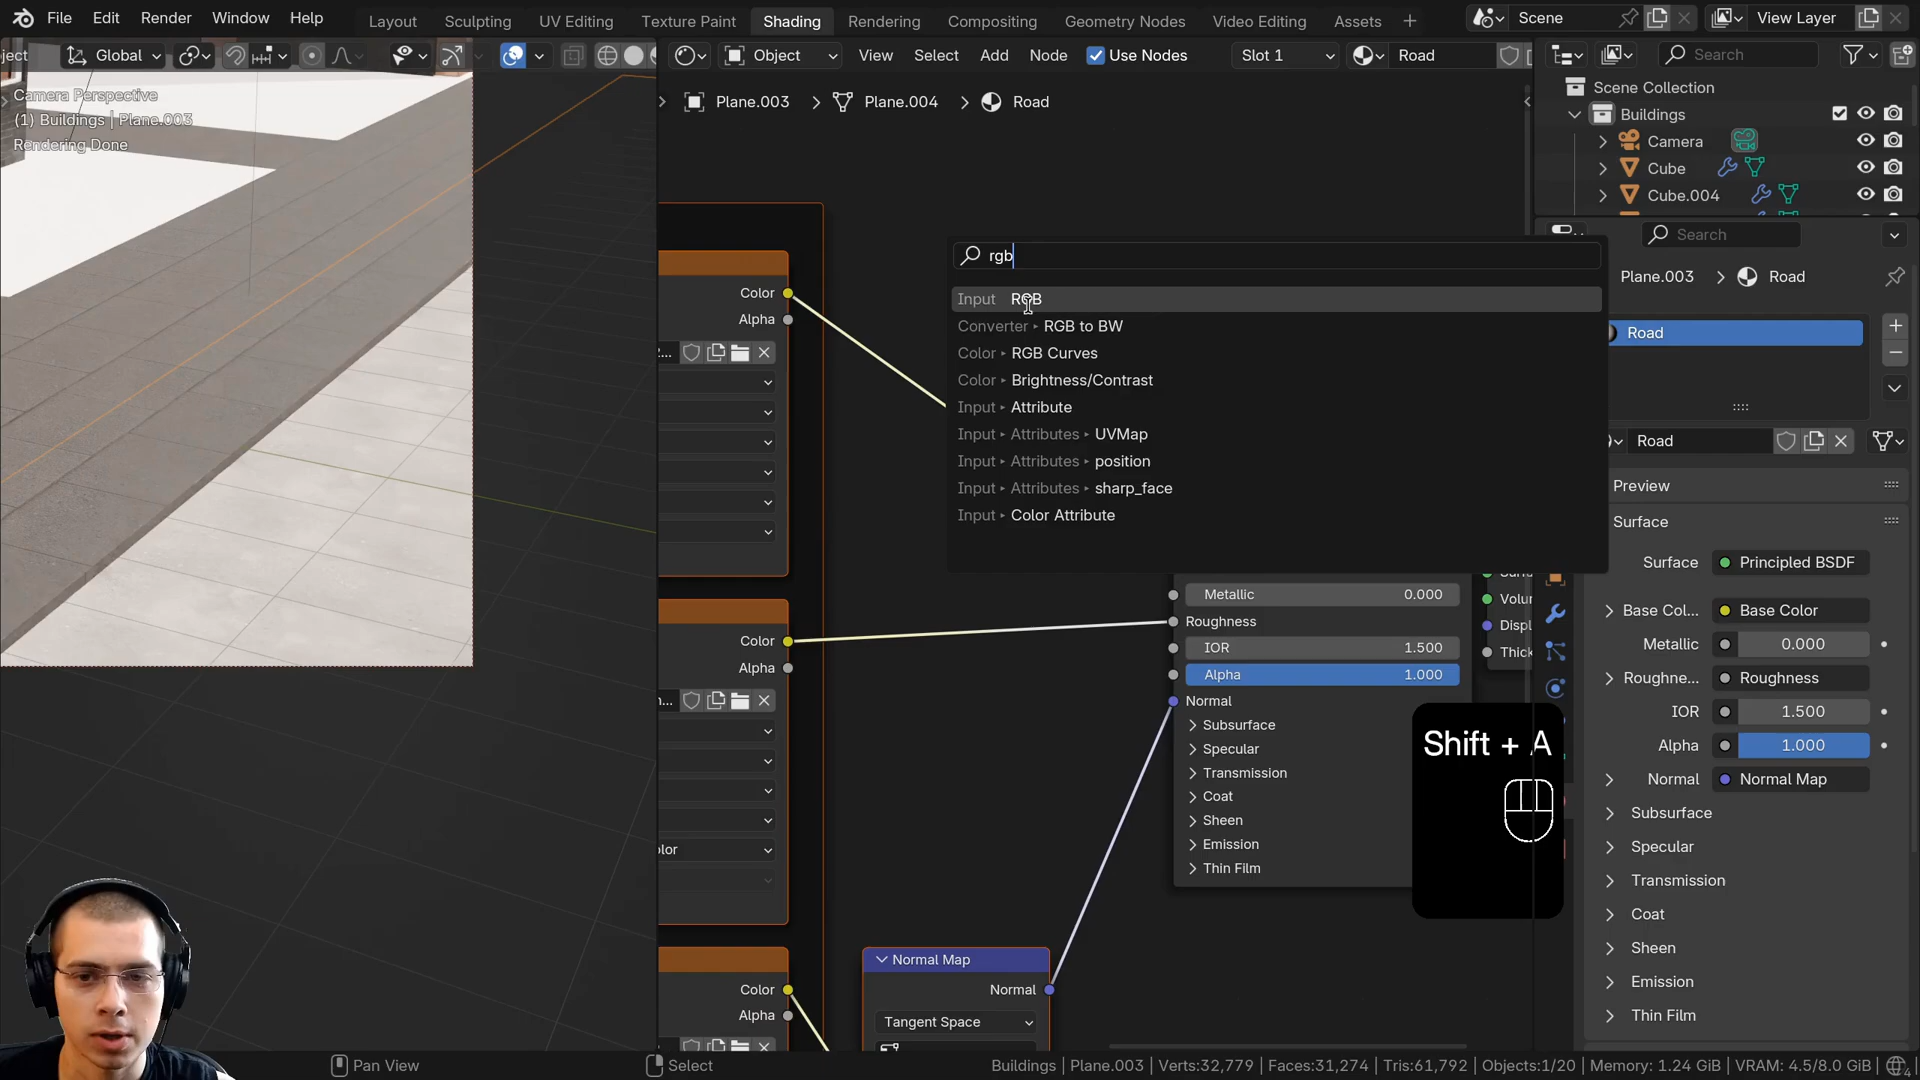 File Edit Render Window Help
Layout Sculpting UV Editing Texture Paint Shading Rendering Compositing Geometry Nodes Video Editing Assets
Scene
View Layer
ject
Global
Object
View Select Add Node Use Nodes
Slot 1
Road
Search
Camera Perspective
(1) Buildings | Plane.003
Rendering Done
Plane.003 Plane.004 Road
Scene Collection
Buildings
Camera
Cube
Cube.004
Search
Plane.003 Road
rgb
Input RGB
Converter ▸ RGB to BW
Color ▸ RGB Curves
Color ▸ Brightness/Contrast
Input ▸ Attribute
Input ▸ Attributes ▸ UVMap
Input ▸ Attributes ▸ position
Input ▸ Attributes ▸ sharp_face
Input ▸ Color Attribute
Color
Alpha
Color
Alpha
olor
Color
Alpha
Metallic 0.000
Roughness
IOR 1.500
Alpha 1.000
Normal
Subsurface
Specular
Transmission
Coat
Sheen
Emission
Thin Film
Volur
Displ
Thick
Normal Map
Normal
Tangent Space
Shift + A
Road
Road
Preview
Surface
Surface Principled BSDF
Base Col... Base Color
Metallic 0.000
Roughne... Roughness
IOR 1.500
Alpha 1.000
Normal Normal Map
Subsurface
Specular
Transmission
Coat
Sheen
Emission
Thin Film
Pan View
Select
Buildings | Plane.003 | Verts:32,779 | Faces:31,274 | Tris:61,792 | Objects:1/20 | Memory: 1.24 GiB | VRAM: 4.5/8.0 GiB